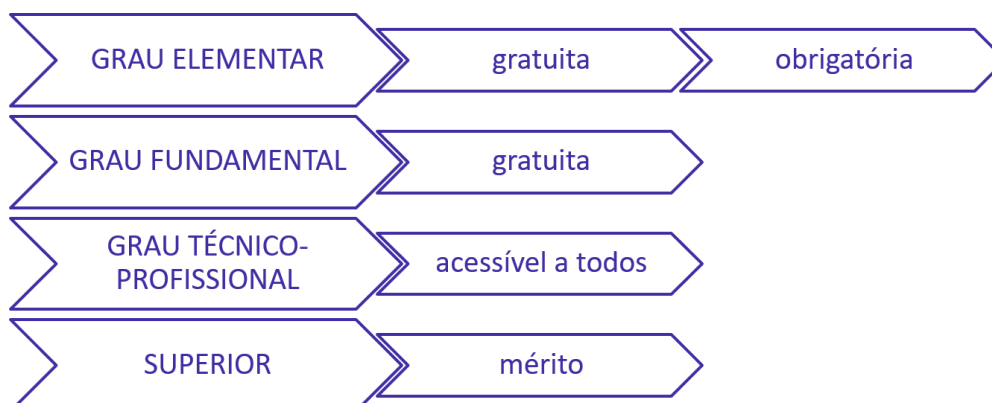 GRAU ELEMENTAR
gratuita
obrigatória
GRAU FUNDAMENTAL
gratuita
GRAU TÉCNICO-
PROFISSIONAL
acessível a todos
SUPERIOR
mérito